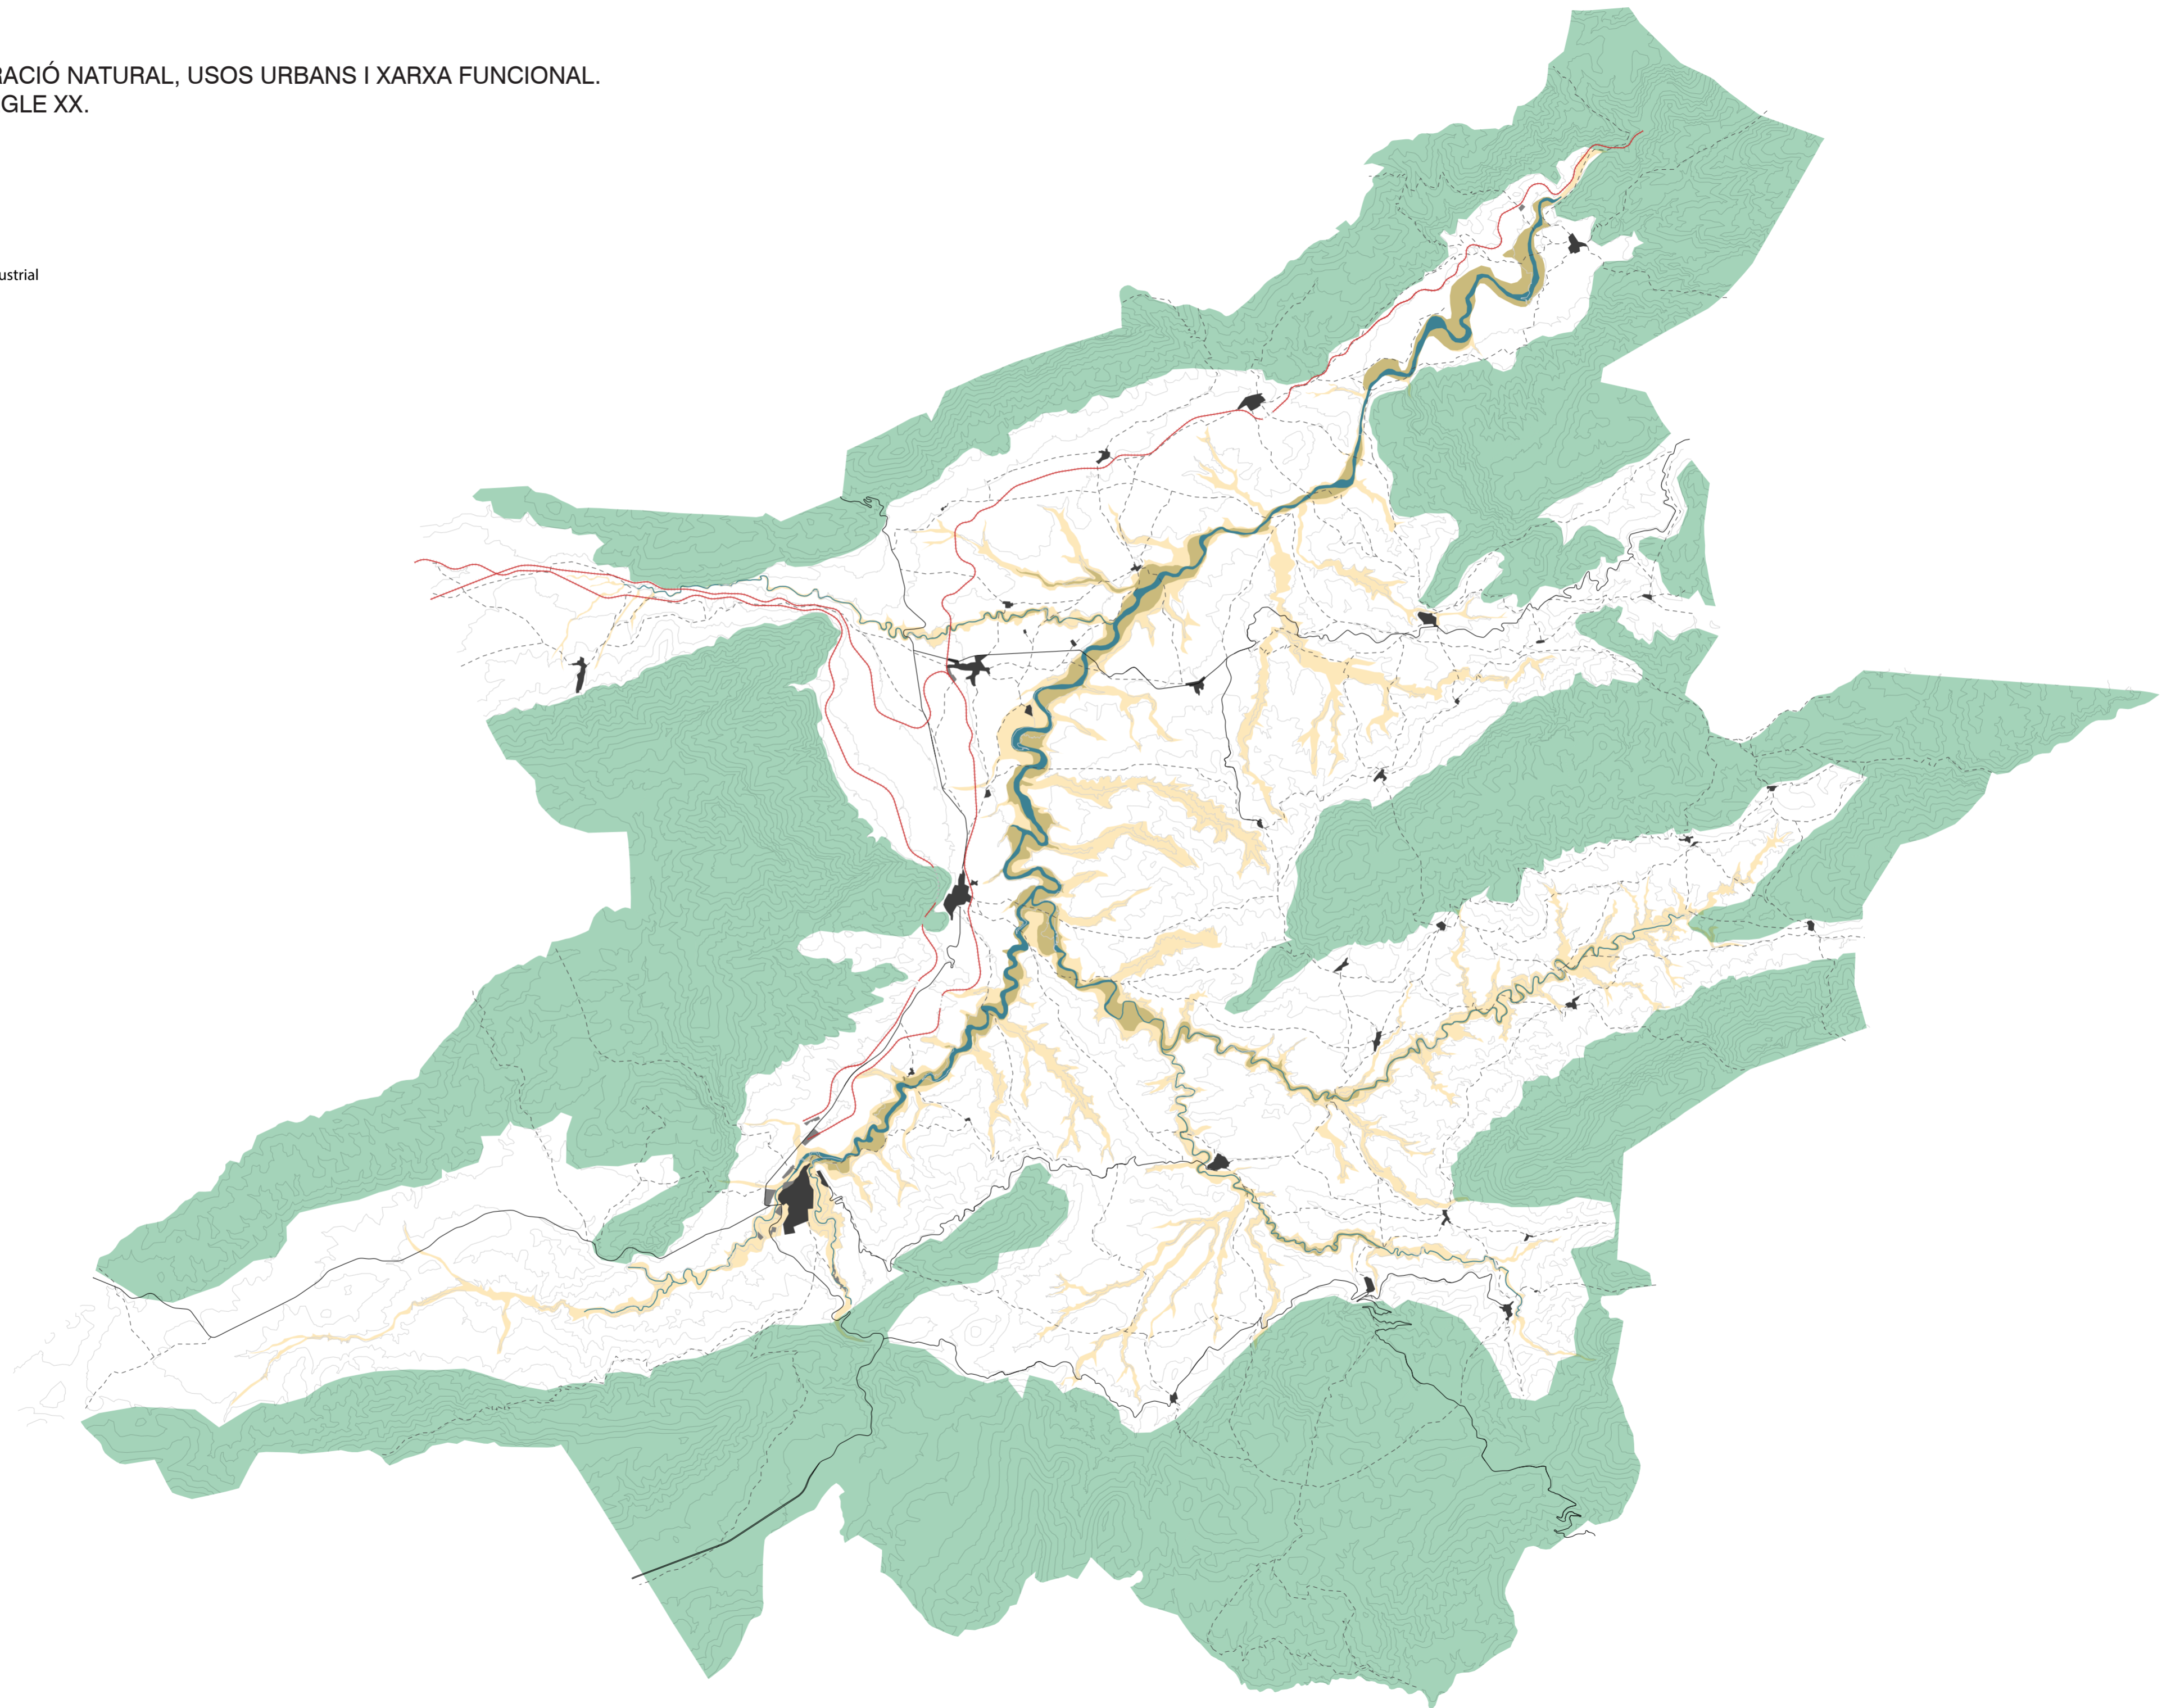 RACIÓ NATURAL, USOS URBANS I XARXA FUNCIONAL.
GLE XX.
ustrial